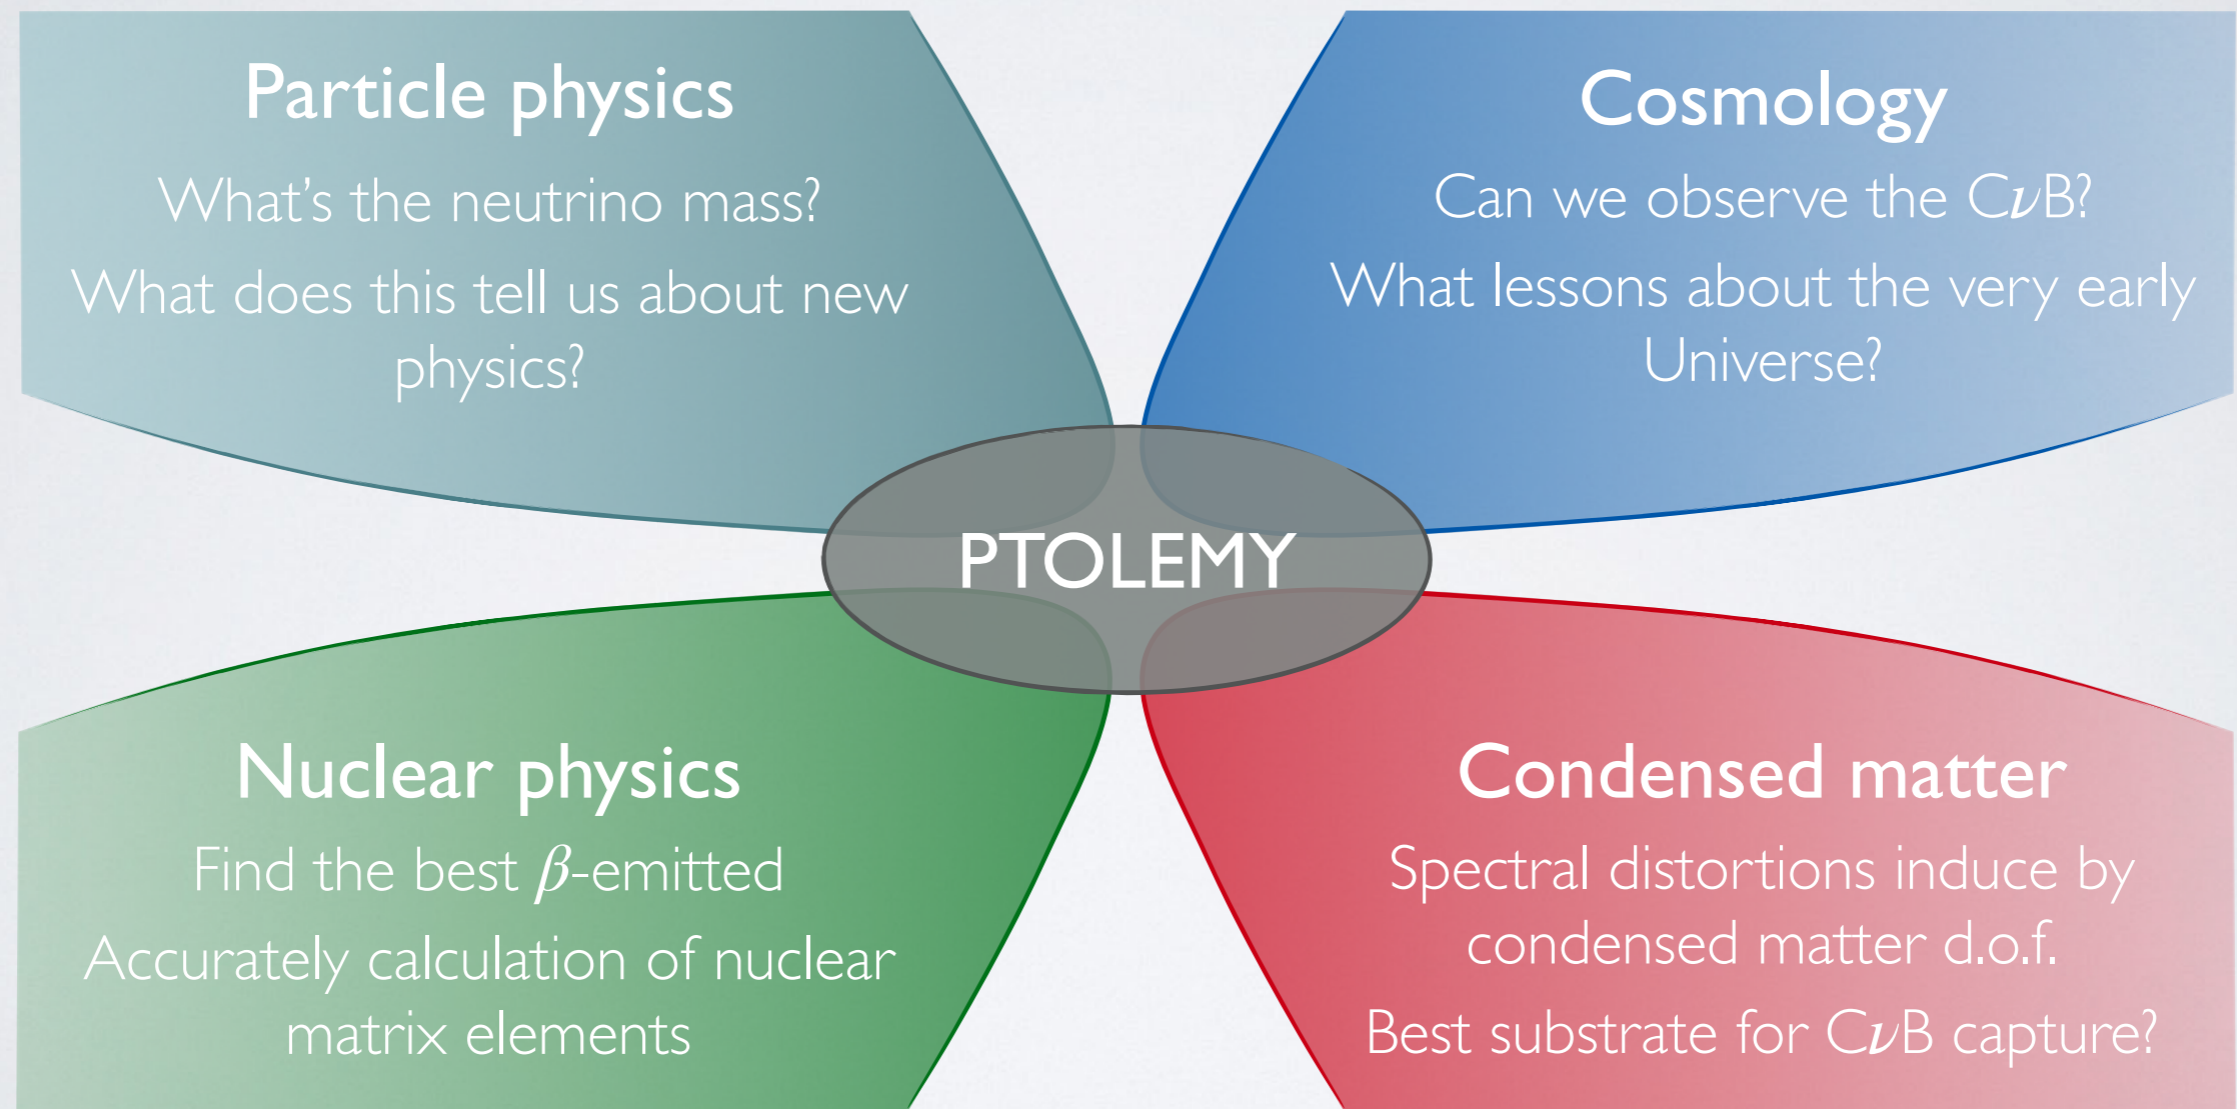 Particle physics
What's the neutrino mass?
What does this tell us about new
physics?
Cosmology
Can we observe the CνB?
What lessons about the very early
Universe?
PTOLEMY
Nuclear physics
Find the best β-emitted
Accurately calculation of nuclear
matrix elements
Condensed matter
Spectral distortions induce by
condensed matter d.o.f.
Best substrate for CνB capture?